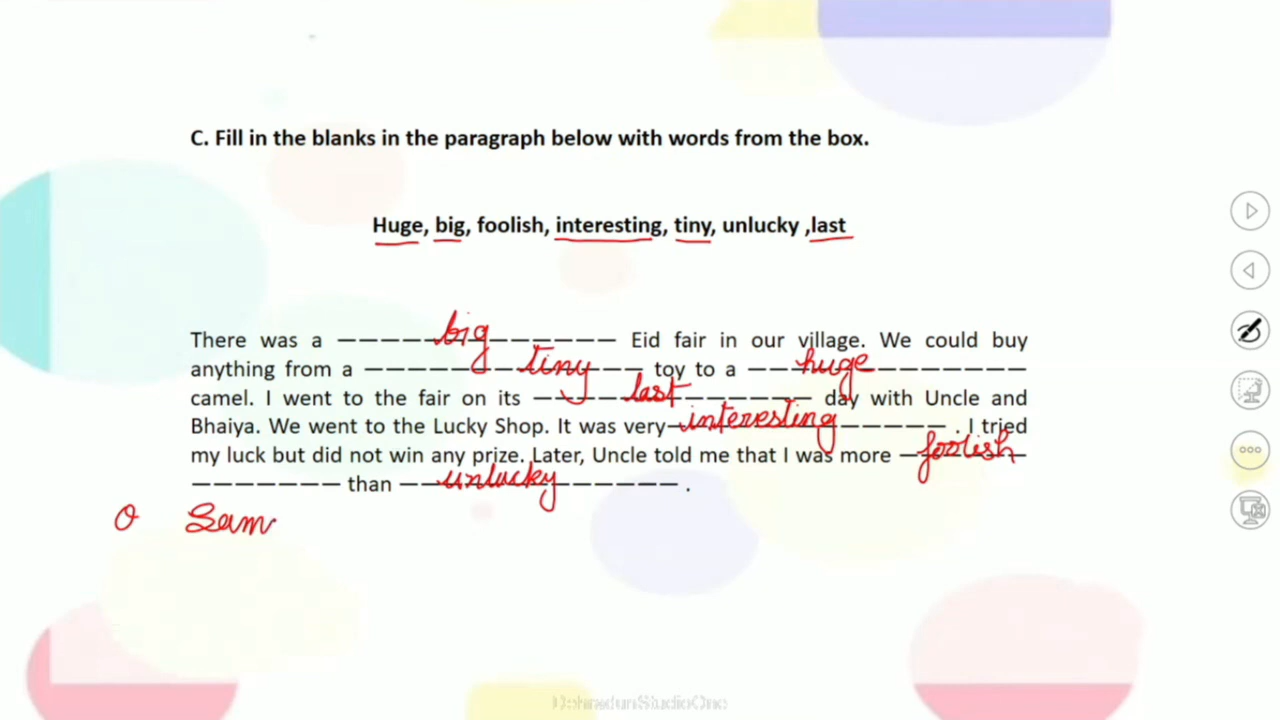 C. Fill in the blanks in the paragraph below with words from the box.
Huge, big, foolish, interesting, tiny, unlucky ,last
There was a big Eid fair in our village. We could buy
anything from a tiny toy to a huge
camel. I went to the fair on its last day with Uncle and
Bhaiya. We went to the Lucky Shop. It was very interesting . I tried
my luck but did not win any prize. Later, Uncle told me that I was more foolish
than unlucky .
Sam
DehradunStudioOne